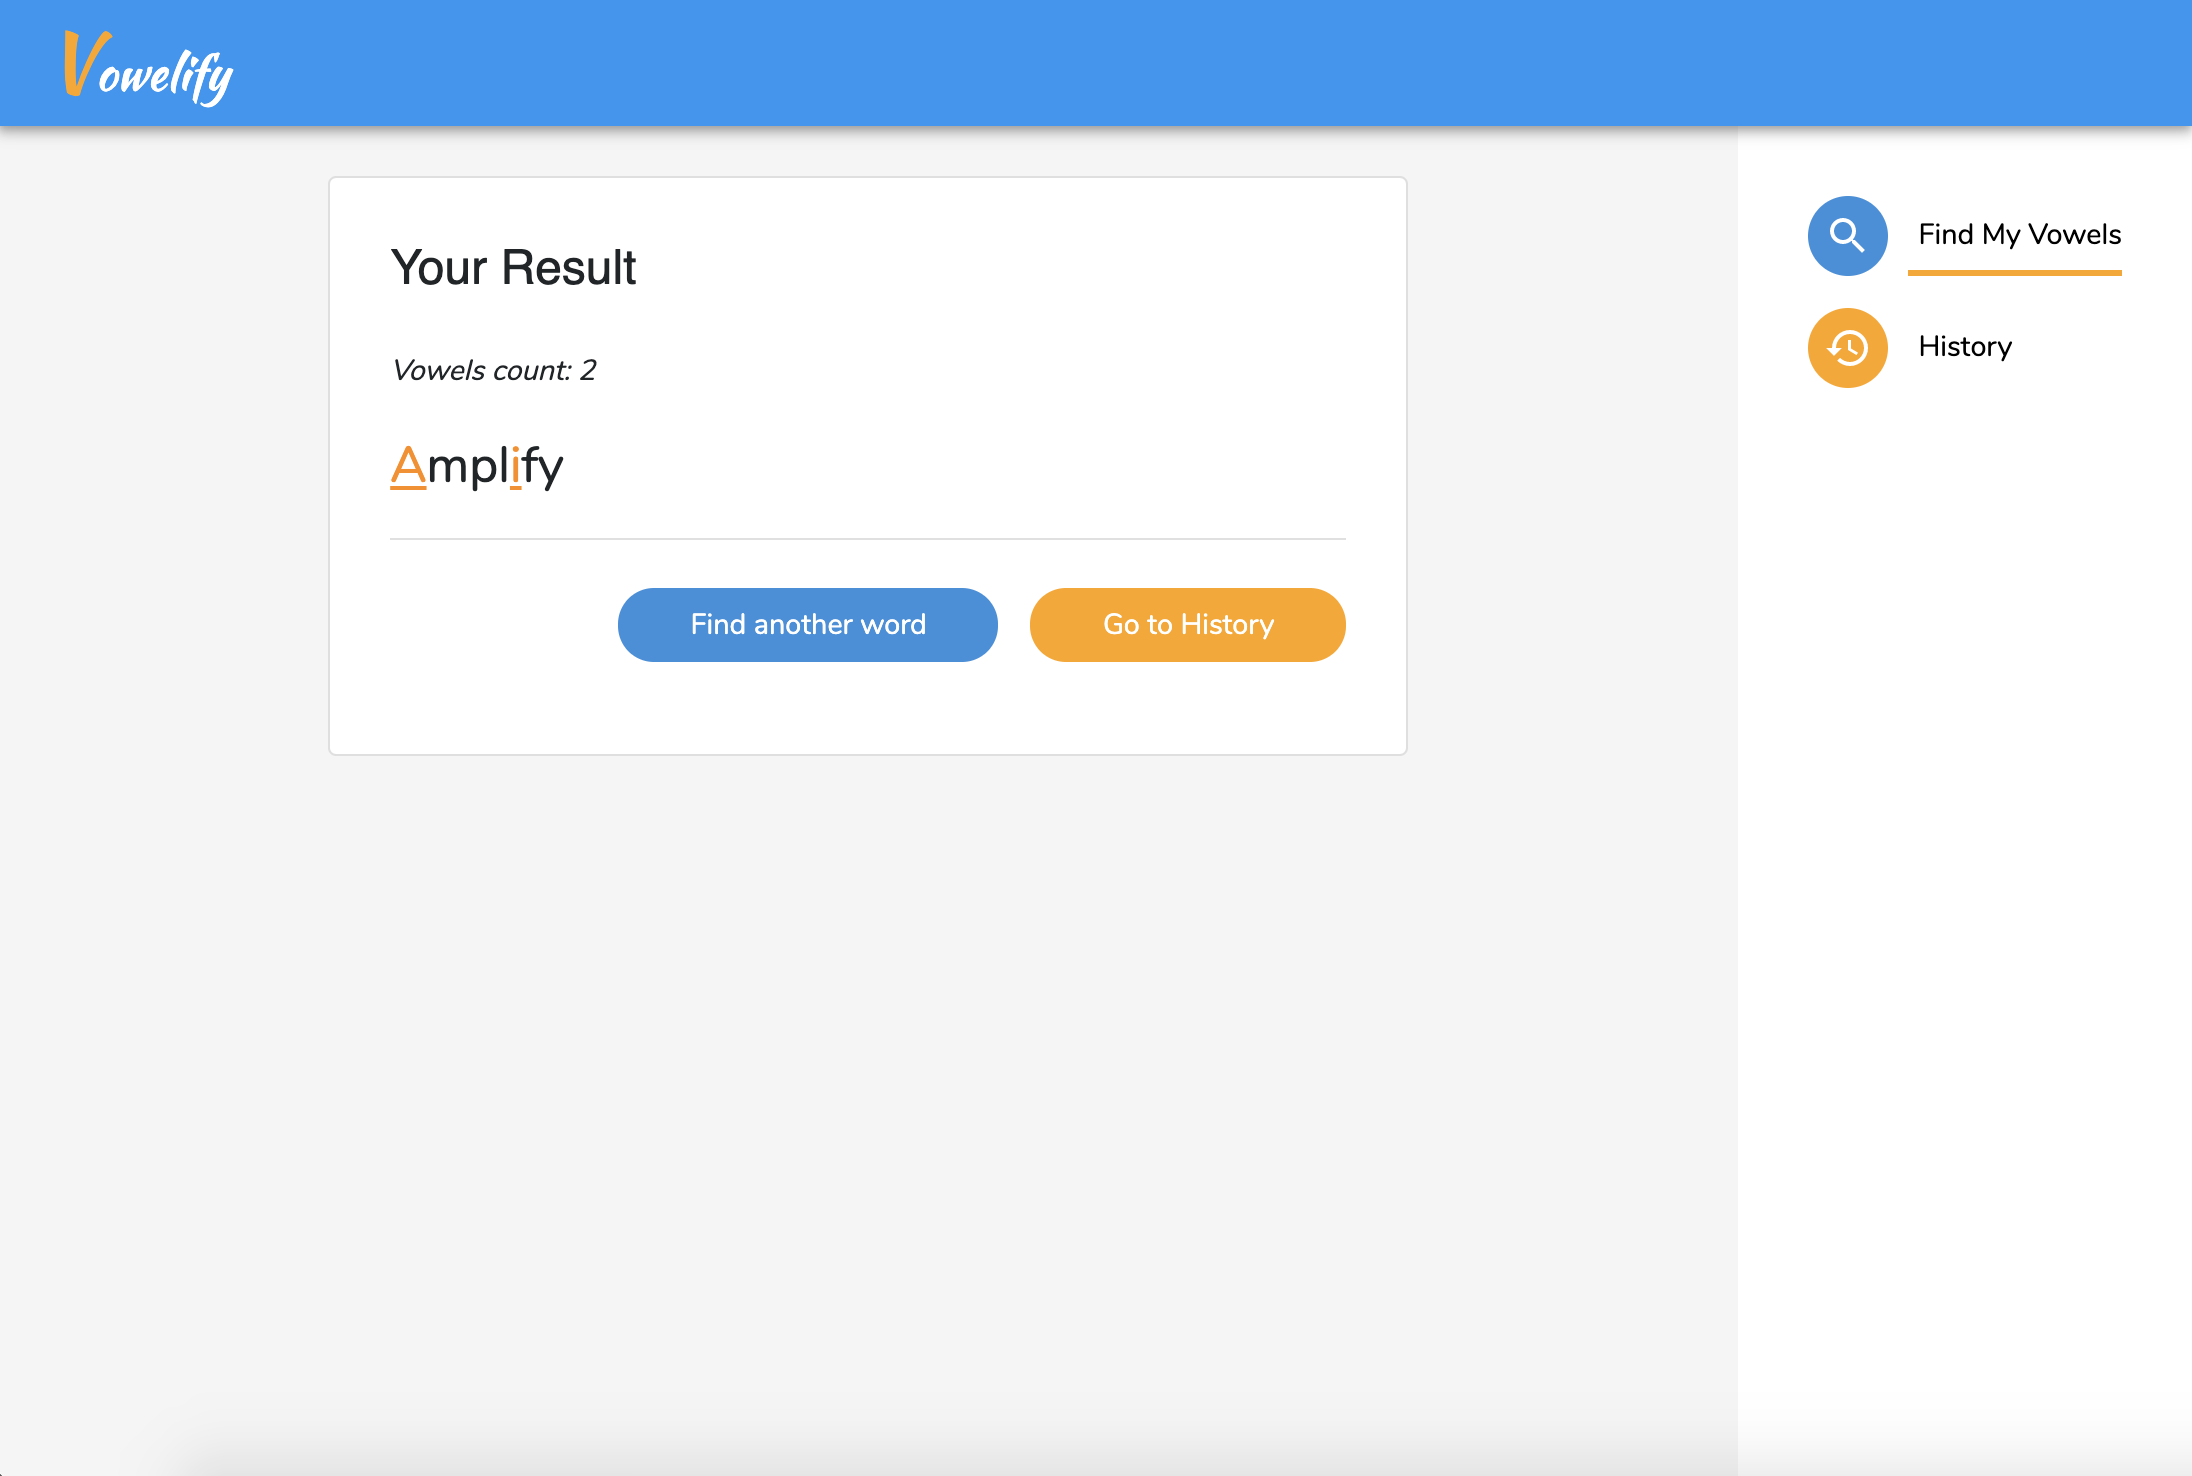 Vowelify
Find My Vowels
History
Your Result
Vowels count: 2
Amplify
Find another word
Go to History